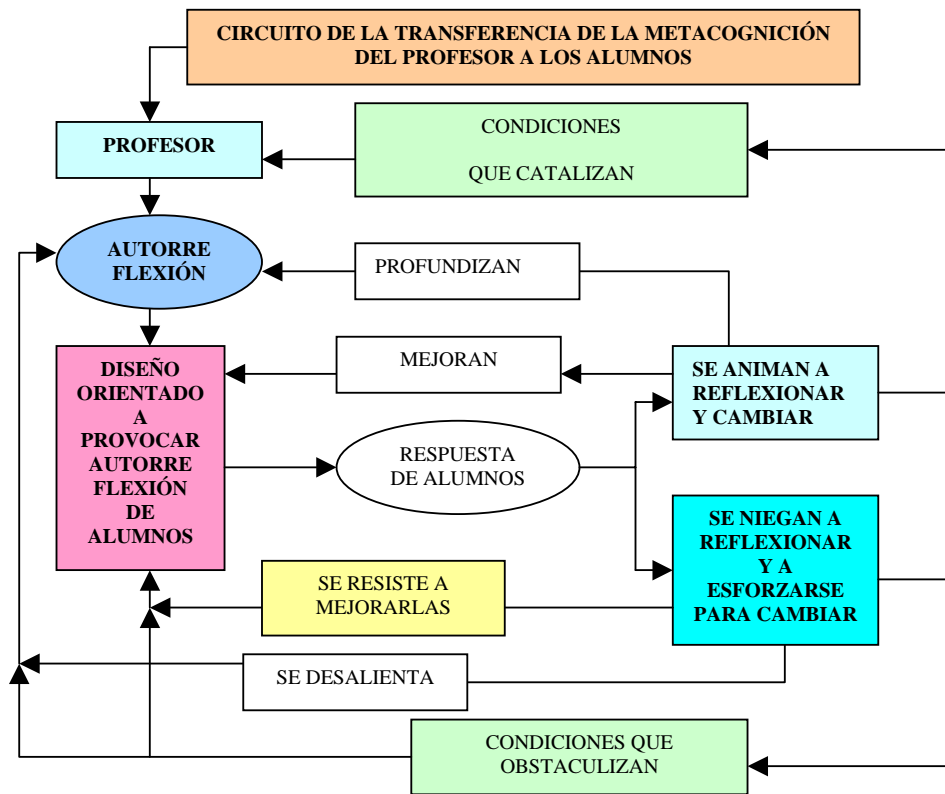 CIRCUITO DE LA TRANSFERENCIA DE LA METACOGNICIÓN
DEL PROFESOR A LOS ALUMNOS
PROFESOR
CONDICIONES
QUE CATALIZAN
AUTORRE
FLEXIÓN
PROFUNDIZAN
DISEÑO
ORIENTADO
A
PROVOCAR
AUTORRE
FLEXIÓN
DE
ALUMNOS
MEJORAN
SE ANIMAN A
REFLEXIONAR
Y CAMBIAR
RESPUESTA
DE ALUMNOS
SE NIEGAN A
REFLEXIONAR
Y A
ESFORZARSE
PARA CAMBIAR
SE RESISTE A
MEJORARLAS
SE DESALIENTA
CONDICIONES QUE
OBSTACULIZAN